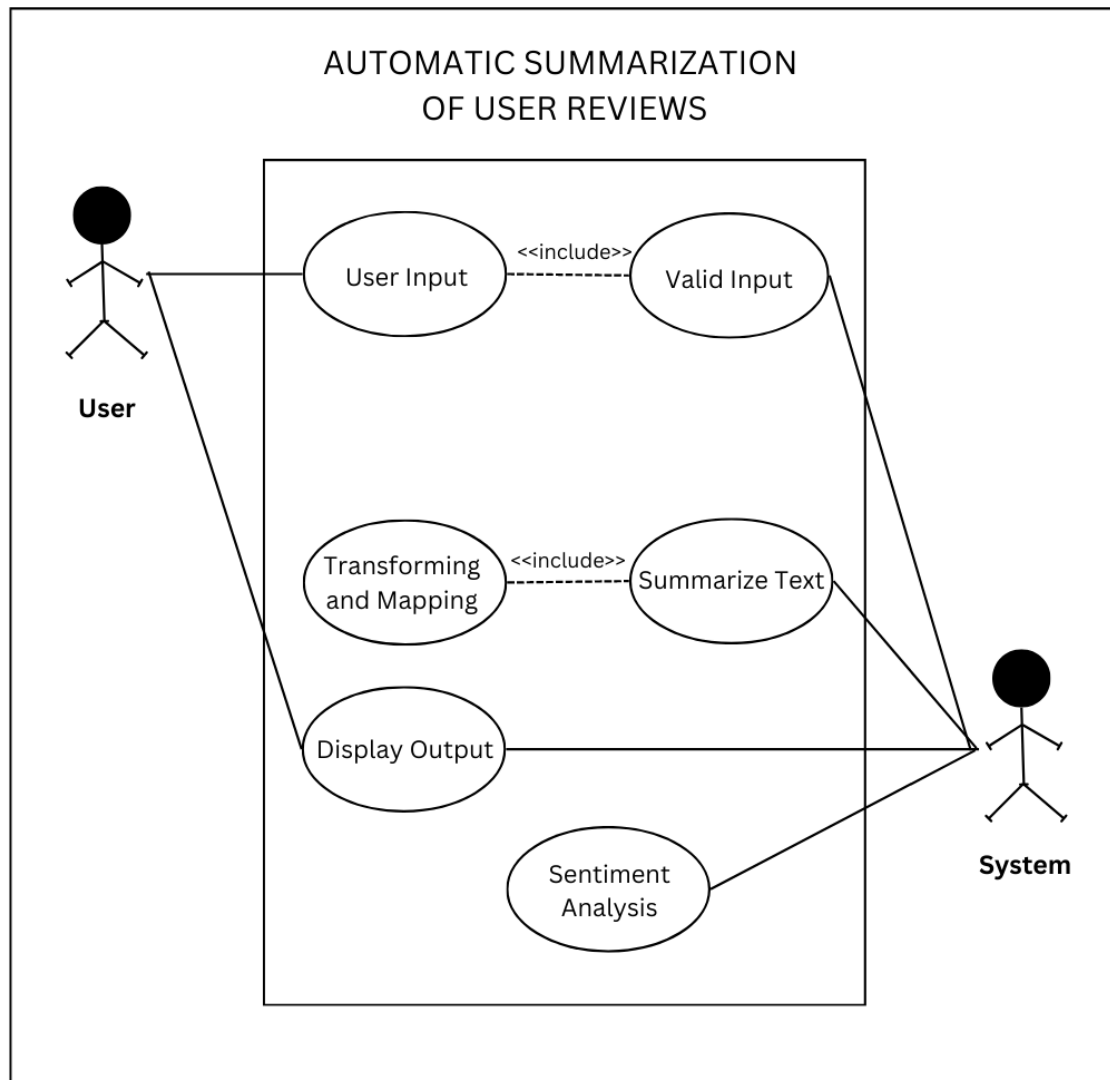 AUTOMATIC SUMMARIZATION
OF USER REVIEWS
User Input
<<include>>
Valid Input
User
Transforming
and Mapping
<<include>>
Summarize Text
Display Output
Sentiment
Analysis
System